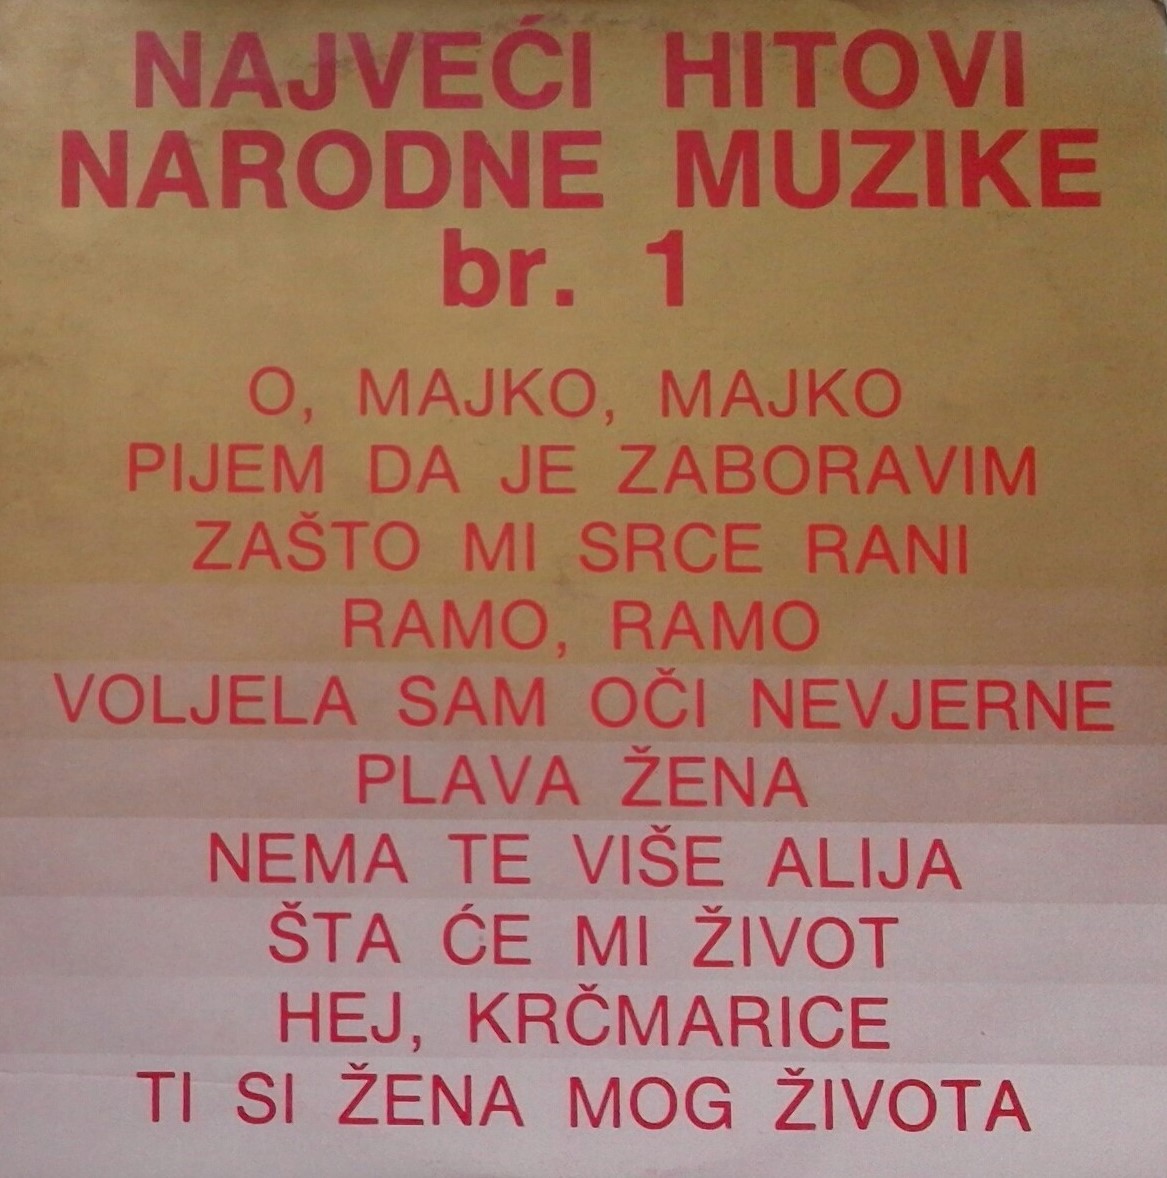 NAJVEĆI HITOVI
NARODNE MUZIKE
br. 1
O, MAJKO, MAJKO
PIJEM DA JE ZABORAVIM
ZAŠTO MI SRCE RANI
RAMO, RAMO
VOLJELA SAM OČI NEVJERNE
PLAVA ŽENA
NEMA TE VIŠE ALIJA
ŠTA ĆE MI ŽIVOT
HEJ, KRČMARICE
TI SI ŽENA MOG ŽIVOTA